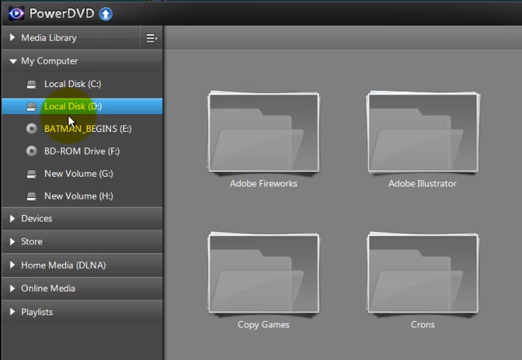 PowerDVD
Media Library
My Computer
Local Disk (C:)
Local Disk (D:)
BATMAN_BEGINS (E:)
BD-ROM Drive (F:)
New Volume (G:)
New Volume (H:)
Devices
Store
Home Media (DLNA)
Online Media
Playlists
Adobe Fireworks
Adobe Illustrator
Copy Games
Crons